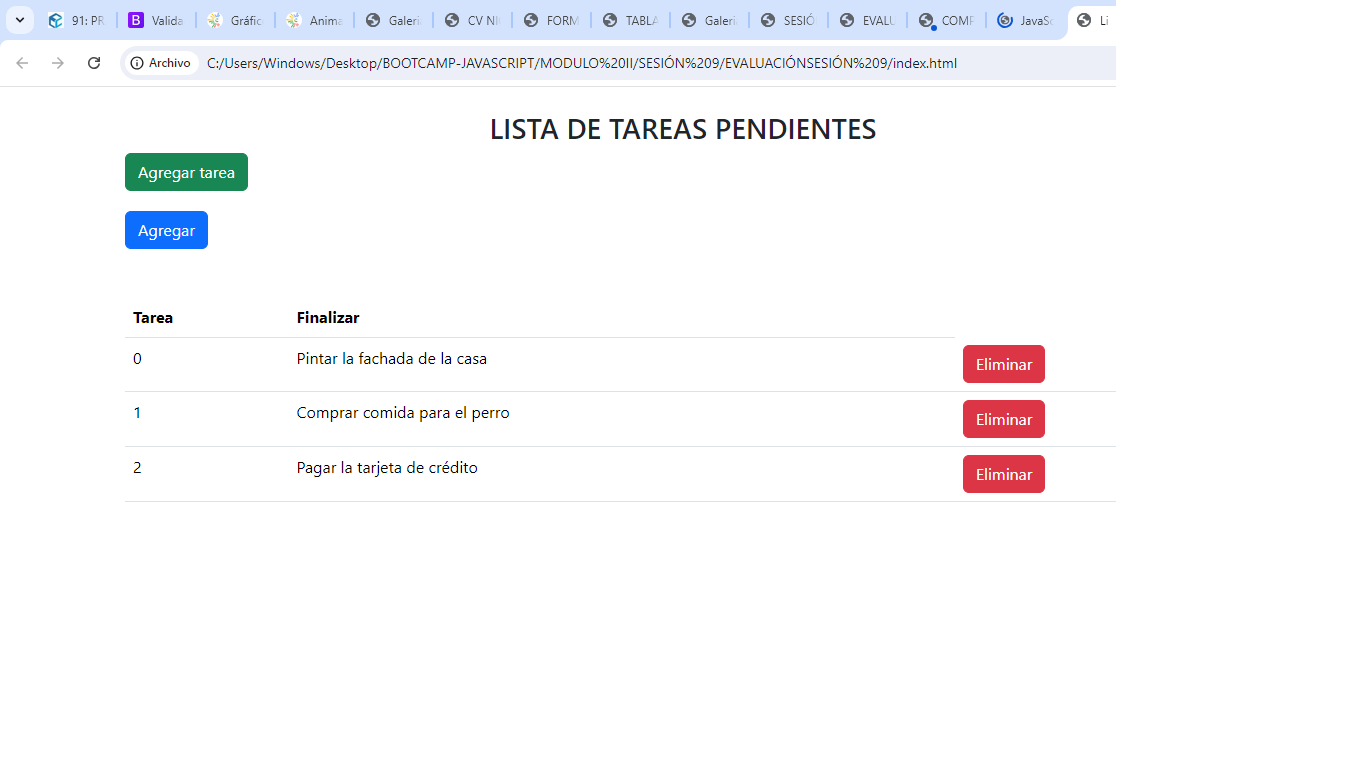 91: PR
Valida
Gráfic
Anima
Galerí
CV NI
FORM
TABLA
Galerí
SESIÓ
EVALU
COMP
JavaSc
Li
Archivo C:/Users/Windows/Desktop/BOOTCAMP-JAVASCRIPT/MODULO%20II/SESIÓN%209/EVALUACIÓNSESIÓN%209/index.html
LISTA DE TAREAS PENDIENTES
Agregar tarea
Agregar
Tarea Finalizar
0 Pintar la fachada de la casa Eliminar
1 Comprar comida para el perro Eliminar
2 Pagar la tarjeta de crédito Eliminar